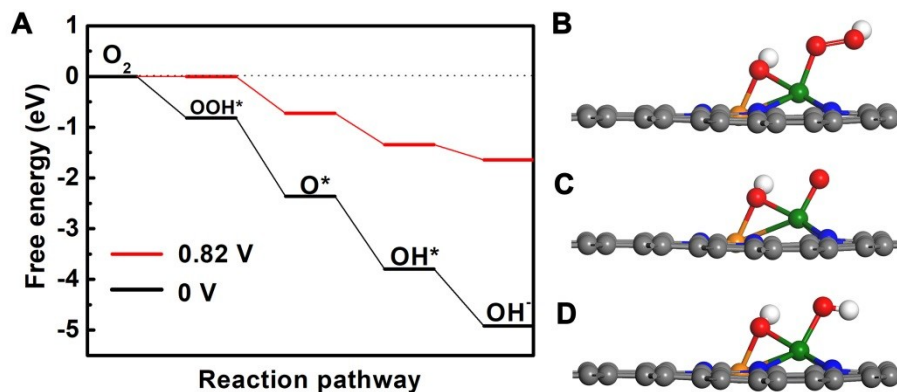 A
Free energy (eV)
1
0
-1
-2
-3
-4
-5
O₂
OOH*
O*
OH*
OH⁻
0.82 V
0 V
Reaction pathway
B
C
D